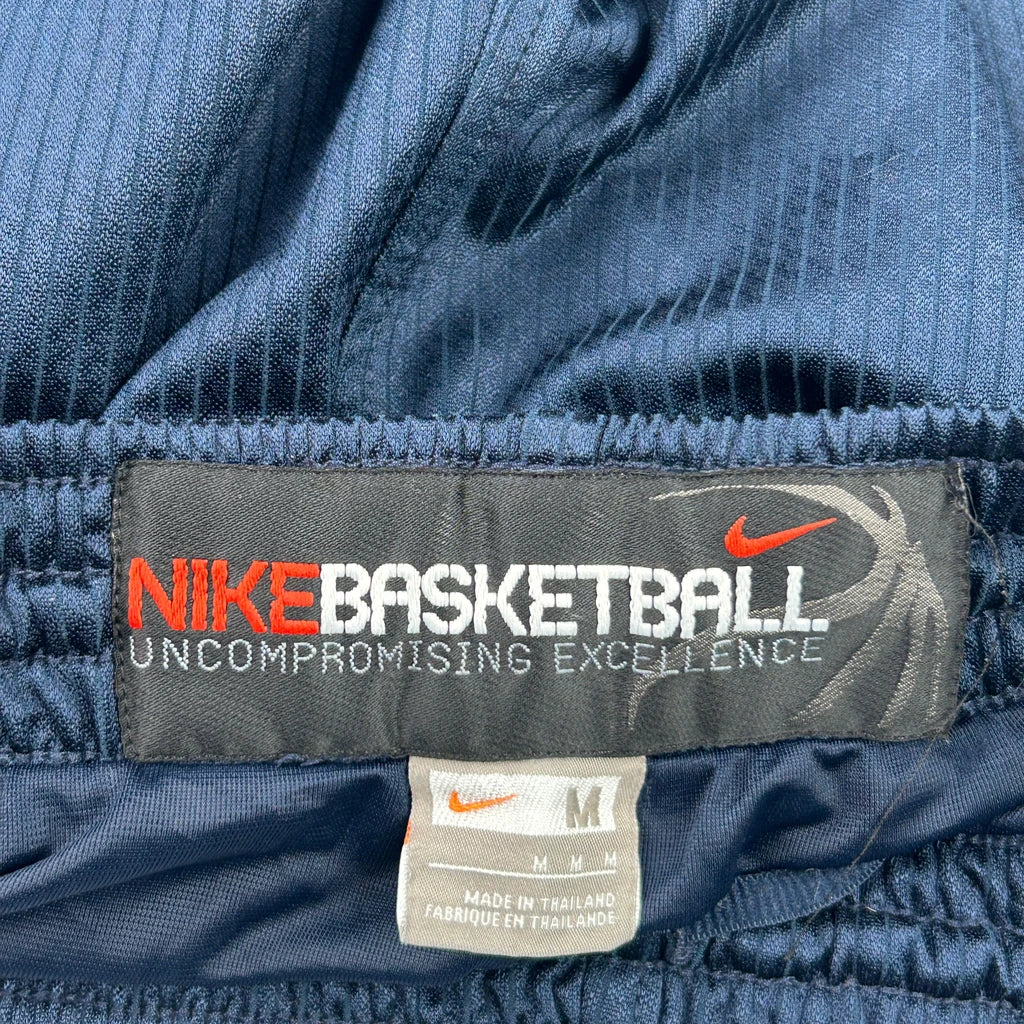 NIKEBASKETBALL
UNCOMPROMISING EXCELLENCE
M
M M M
MADE IN THAILAND
FABRIQUE EN THAILANDE